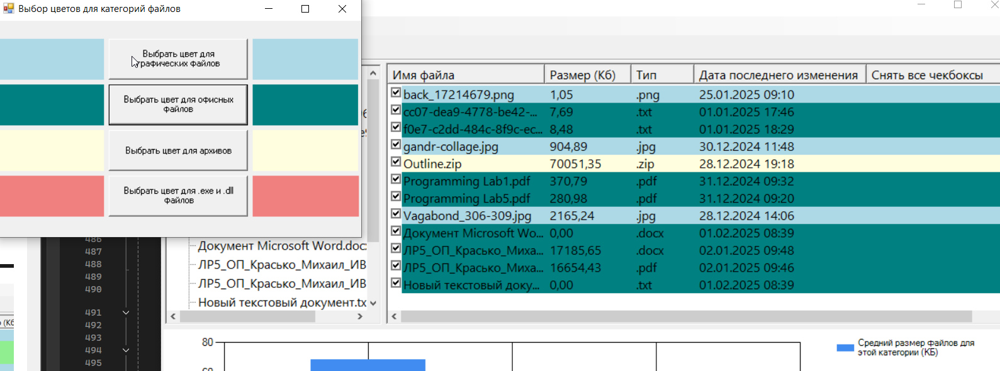 Выбор цветов для категорий файлов
Выбрать цвет для
графических файлов
Выбрать цвет для офисных
файлов
Выбрать цвет для архивов
Выбрать цвет для .exe и .dll
файлов
Имя файла Размер (Кб) Тип Дата последнего изменения Снять все чекбоксы
back_17214679.png 1,05 .png 25.01.2025 09:10
cc07-dea9-4778-be42-... 7,69 .txt 01.01.2025 17:46
f0e7-c2dd-484c-8f9c-ec... 8,48 .txt 01.01.2025 18:29
gandr-collage.jpg 904,89 .jpg 30.12.2024 11:48
Outline.zip 70051,35 .zip 28.12.2024 19:18
Programming Lab1.pdf 370,79 .pdf 31.12.2024 09:32
Programming Lab5.pdf 280,98 .pdf 31.12.2024 09:20
Vagabond_306-309.jpg 2165,24 .jpg 28.12.2024 14:06
Документ Microsoft Wo... 0,00 .docx 01.02.2025 08:39
ЛР5_ОП_Красько_Миха... 17185,65 .docx 02.01.2025 09:48
ЛР5_ОП_Красько_Миха... 16654,43 .pdf 02.01.2025 09:46
Новый текстовый доку... 0,00 .txt 01.02.2025 08:39
Документ Microsoft Word.doc
ЛР5_ОП_Красько_Михаил_ИВ
ЛР5_ОП_Красько_Михаил_ИВ
Новый текстовый документ.tx
486
487
488
489
490
491
492
493
494
495
(Кб
80
Средний размер файлов для
этой категории (КБ)